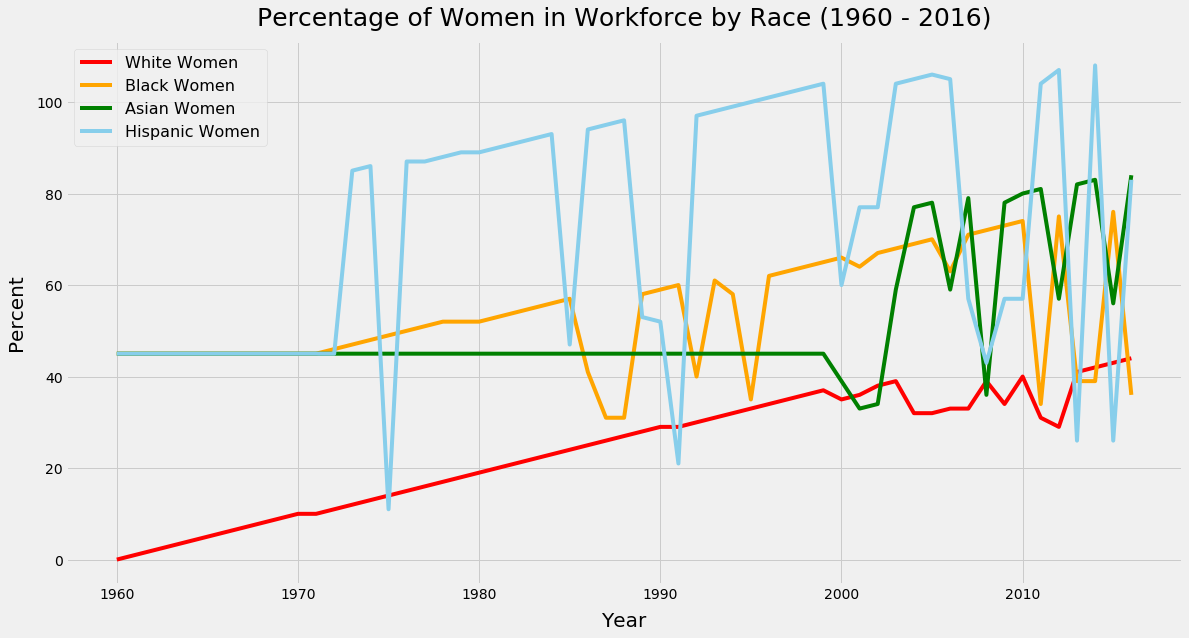 Percentage of Women in Workforce by Race (1960 - 2016)
White Women
Black Women
Asian Women
Hispanic Women
Percent
100
80
60
40
20
0
1960 1970 1980 1990 2000 2010
Year